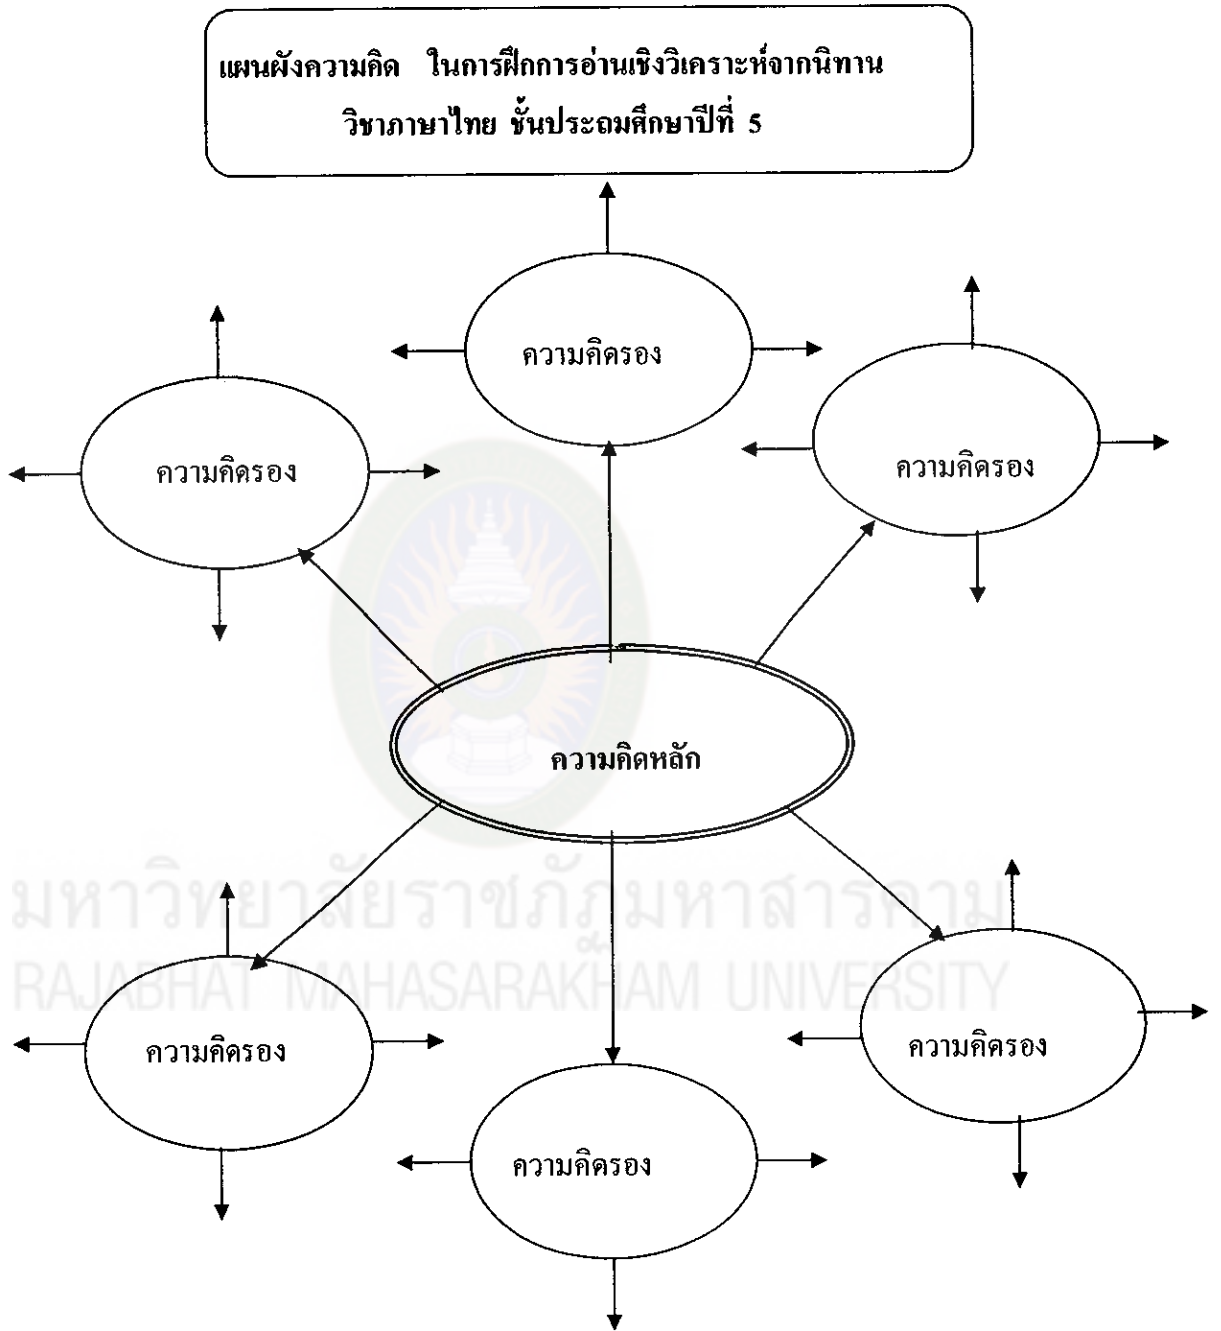 แผนผังความคิด ในการฝึกการอ่านเชิงวิเคราะห์จากนิทาน
วิชาภาษาไทย ชั้นประถมศึกษาปีที่ 5
ความคิดรอง
ความคิดรอง
ความคิดรอง
ความคิดหลัก
มหาวิทยาลัยราชภัฏมหาสารคาม
RAJABHAT MAHASARAKHAM UNIVERSITY
ความคิดรอง
ความคิดรอง
ความคิดรอง